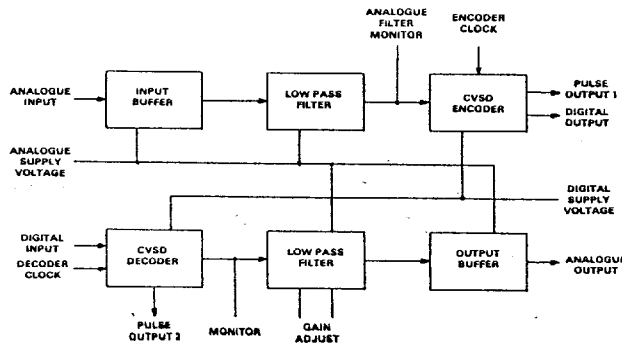 ANALOGUE
FILTER
MONITOR
ENCODER
CLOCK
ANALOGUE
INPUT
INPUT
BUFFER
LOW PASS
FILTER
CVSD
ENCODER
PULSE
OUTPUT 1
DIGITAL
OUTPUT
ANALOGUE
SUPPLY
VOLTAGE
DIGITAL
SUPPLY
VOLTAGE
DIGITAL
INPUT
DECODER
CLOCK
CVSD
DECODER
LOW PASS
FILTER
OUTPUT
BUFFER
ANALOGUE
OUTPUT
PULSE
OUTPUT 2
MONITOR
GAIN
ADJUST